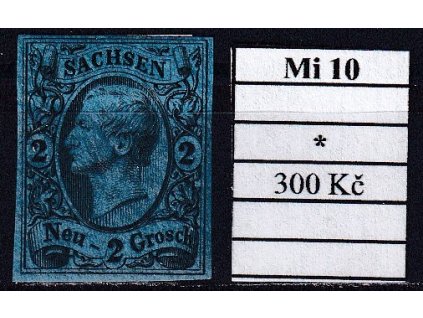 SACHSEN
2 2
Neu - 2 Grosch
Mi 10
*
300 Kč